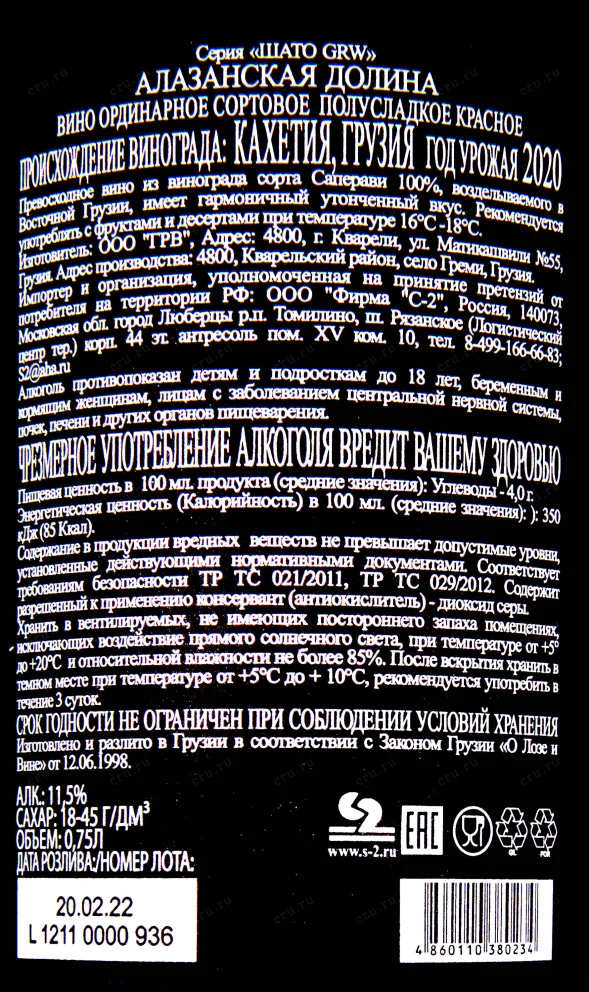 Серия «ШАТО GRW»
АЛАЗАНСКАЯ ДОЛИНА
ВИНО ОРДИНАРНОЕ СОРТОВОЕ ПОЛУСЛАДКОЕ КРАСНОЕ
ПРОИСХОЖДЕНИЕ ВИНОГРАДА: КАХЕТИЯ, ГРУЗИЯ ГОД УРОЖАЯ 2020
Превосходное вино из винограда сорта Саперави 100%, возделываемого в
Восточной Грузии, имеет гармоничный утонченный вкус. Рекомендуется
употреблять с фруктами и десертами при температуре 16°C -18°C.
Изготовитель: ООО "ГРВ", Адрес: 4800, г. Кварели, ул. Матикашвили №55,
Грузия. Адрес производства: 4800, Кварельский район, село Греми, Грузия.
Импортер и организация, уполномоченная на принятие претензий от
потребителя на территории РФ: ООО "Фирма "С-2", Россия, 140073,
Московская обл. город Люберцы р.п. Томилино, ш. Рязанское (Логистический
центр тер.) корп. 44 эт. антресоль пом. XV ком. 10, тел. 8-499-166-66-83;
S2@aha.ru
Алкоголь противопоказан детям и подросткам до 18 лет, беременным и
кормящим женщинам, лицам с заболеванием центральной нервной системы,
почек, печени и других органов пищеварения.
ЧРЕЗМЕРНОЕ УПОТРЕБЛЕНИЕ АЛКОГОЛЯ ВРЕДИТ ВАШЕМУ ЗДОРОВЬЮ
Пищевая ценность в 100 мл. продукта (средние значения): Углеводы - 4,0 г.
Энергетическая ценность (Калорийность) в 100 мл. (средние значения): ): 350
кДж (85 Ккал).
Содержание в продукции вредных веществ не превышает допустимые уровни,
установленные действующими нормативными документами. Соответствует
требованиям безопасности ТР ТС 021/2011, ТР ТС 029/2012. Содержит
разрешенный к применению консервант (антиокислитель) - диоксид серы.
Хранить в вентилируемых, не имеющих постороннего запаха помещениях,
исключающих воздействие прямого солнечного света, при температуре от +5°
до +20°C и относительной влажности не более 85%. После вскрытия хранить в
темном месте при температуре от +5°C до + 10°C, рекомендуется употребить в
течение 3 суток.
СРОК ГОДНОСТИ НЕ ОГРАНИЧЕН ПРИ СОБЛЮДЕНИИ УСЛОВИЙ ХРАНЕНИЯ
Изготовлено и разлито в Грузии в соответствии с Законом Грузии «О Лозе и
Вине» от 12.06.1998.
АЛК.: 11,5%
САХАР: 18-45 Г/ДМ³
ОБЪЕМ: 0,75Л
ДАТА РОЗЛИВА:/НОМЕР ЛОТА:
www.s-2.ru
EAC
GL
FOR
20.02.22
L 1211 0000 936
4 860110 380234